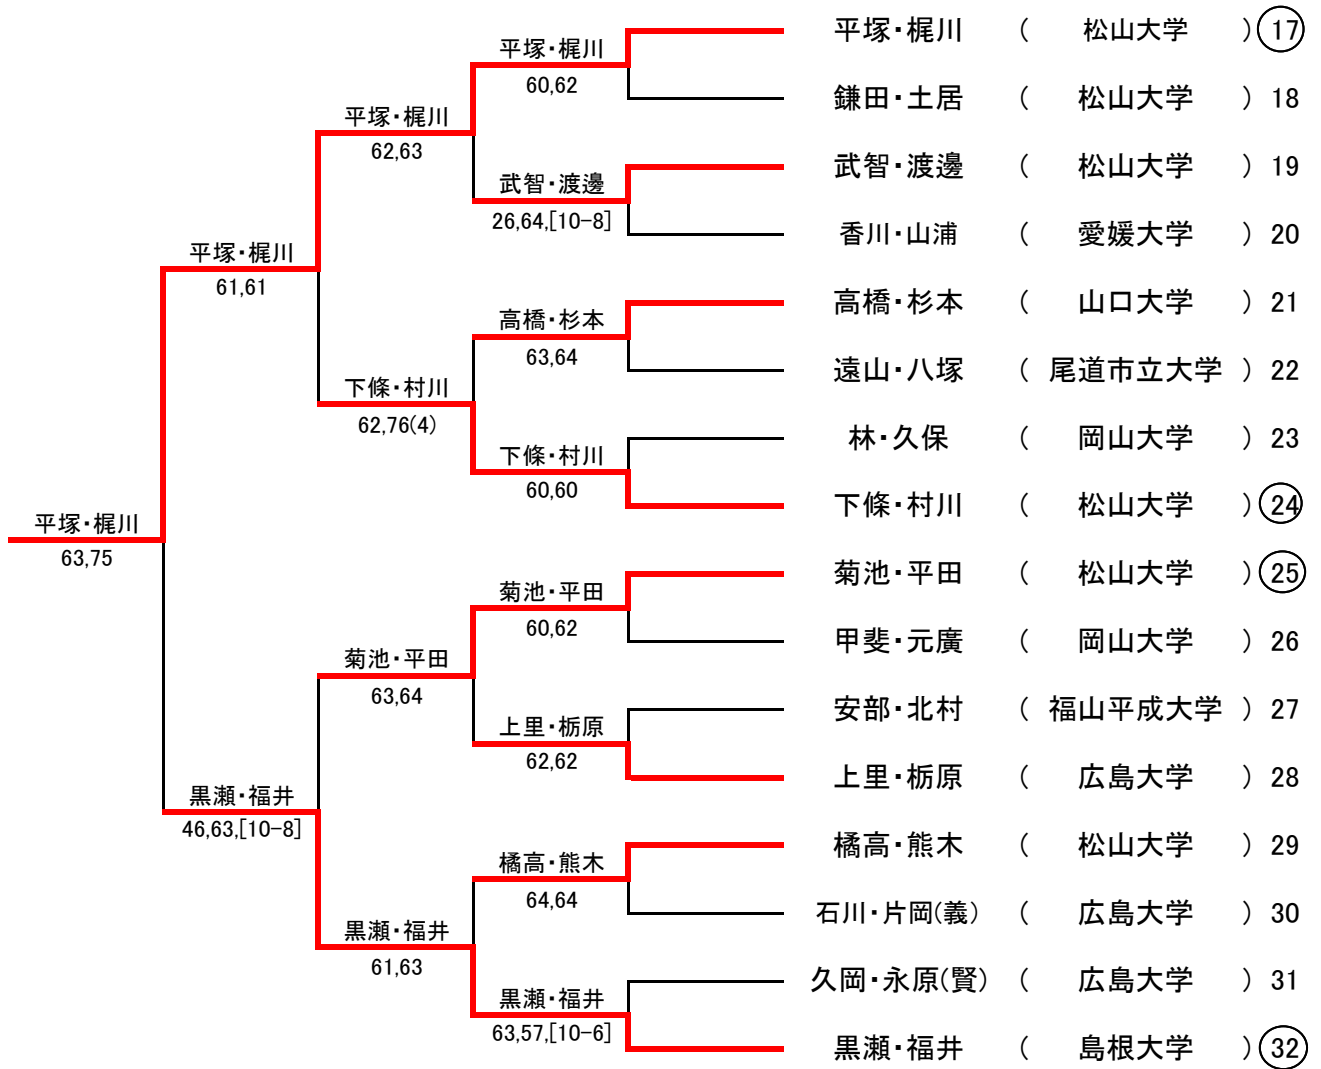 平塚・梶川 ( 松山大学 ) 17
平塚・梶川
60,62
鎌田・土居 ( 松山大学 ) 18
平塚・梶川
62,63
武智・渡邊 ( 松山大学 ) 19
武智・渡邊
26,64,[10-8]
香川・山浦 ( 愛媛大学 ) 20
平塚・梶川
61,61
高橋・杉本 ( 山口大学 ) 21
高橋・杉本
63,64
遠山・八塚 ( 尾道市立大学 ) 22
下條・村川
62,76(4)
林・久保 ( 岡山大学 ) 23
下條・村川
60,60
下條・村川 ( 松山大学 ) 24
平塚・梶川
63,75
菊池・平田 ( 松山大学 ) 25
菊池・平田
60,62
甲斐・元廣 ( 岡山大学 ) 26
菊池・平田
63,64
安部・北村 ( 福山平成大学 ) 27
上里・栃原
62,62
上里・栃原 ( 広島大学 ) 28
黒瀬・福井
46,63,[10-8]
橘高・熊木 ( 松山大学 ) 29
橘高・熊木
64,64
石川・片岡(義) ( 広島大学 ) 30
黒瀬・福井
61,63
久岡・永原(賢) ( 広島大学 ) 31
黒瀬・福井
63,57,[10-6]
黒瀬・福井 ( 島根大学 ) 32